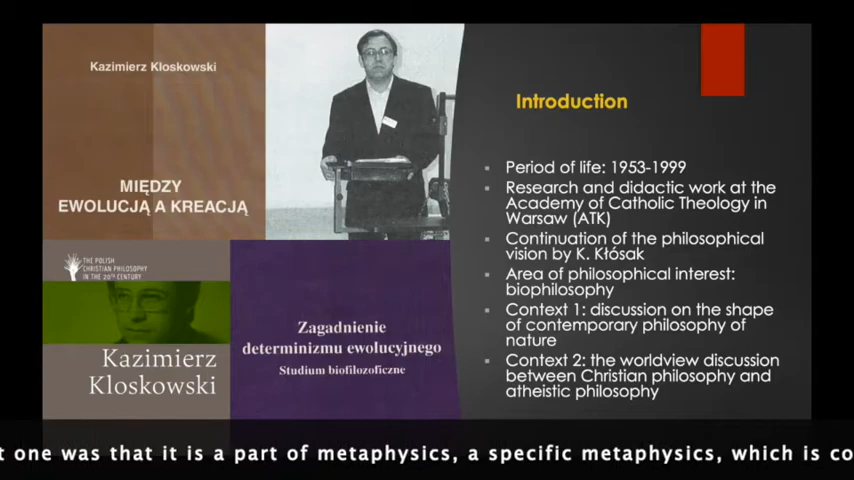 Kazimierz Kloskowski
MIĘDZY
EWOLUCJĄ A KREACJĄ
THE POLISH
CHRISTIAN PHILOSOPHY
IN THE 20TH CENTURY
Kazimierz
Kloskowski
Zagadnienie
determinizmu ewolucyjnego
Studium biofilozoficzne
Introduction
▪ Period of life: 1953-1999
▪ Research and didactic work at the
Academy of Catholic Theology in
Warsaw (ATK)
▪ Continuation of the philosophical
vision by K. Kłósak
▪ Area of philosophical interest:
biophilosophy
▪ Context 1: discussion on the shape
of contemporary philosophy of
nature
▪ Context 2: the worldview discussion
between Christian philosophy and
atheistic philosophy
t one was that it is a part of metaphysics, a specific metaphysics, which is co